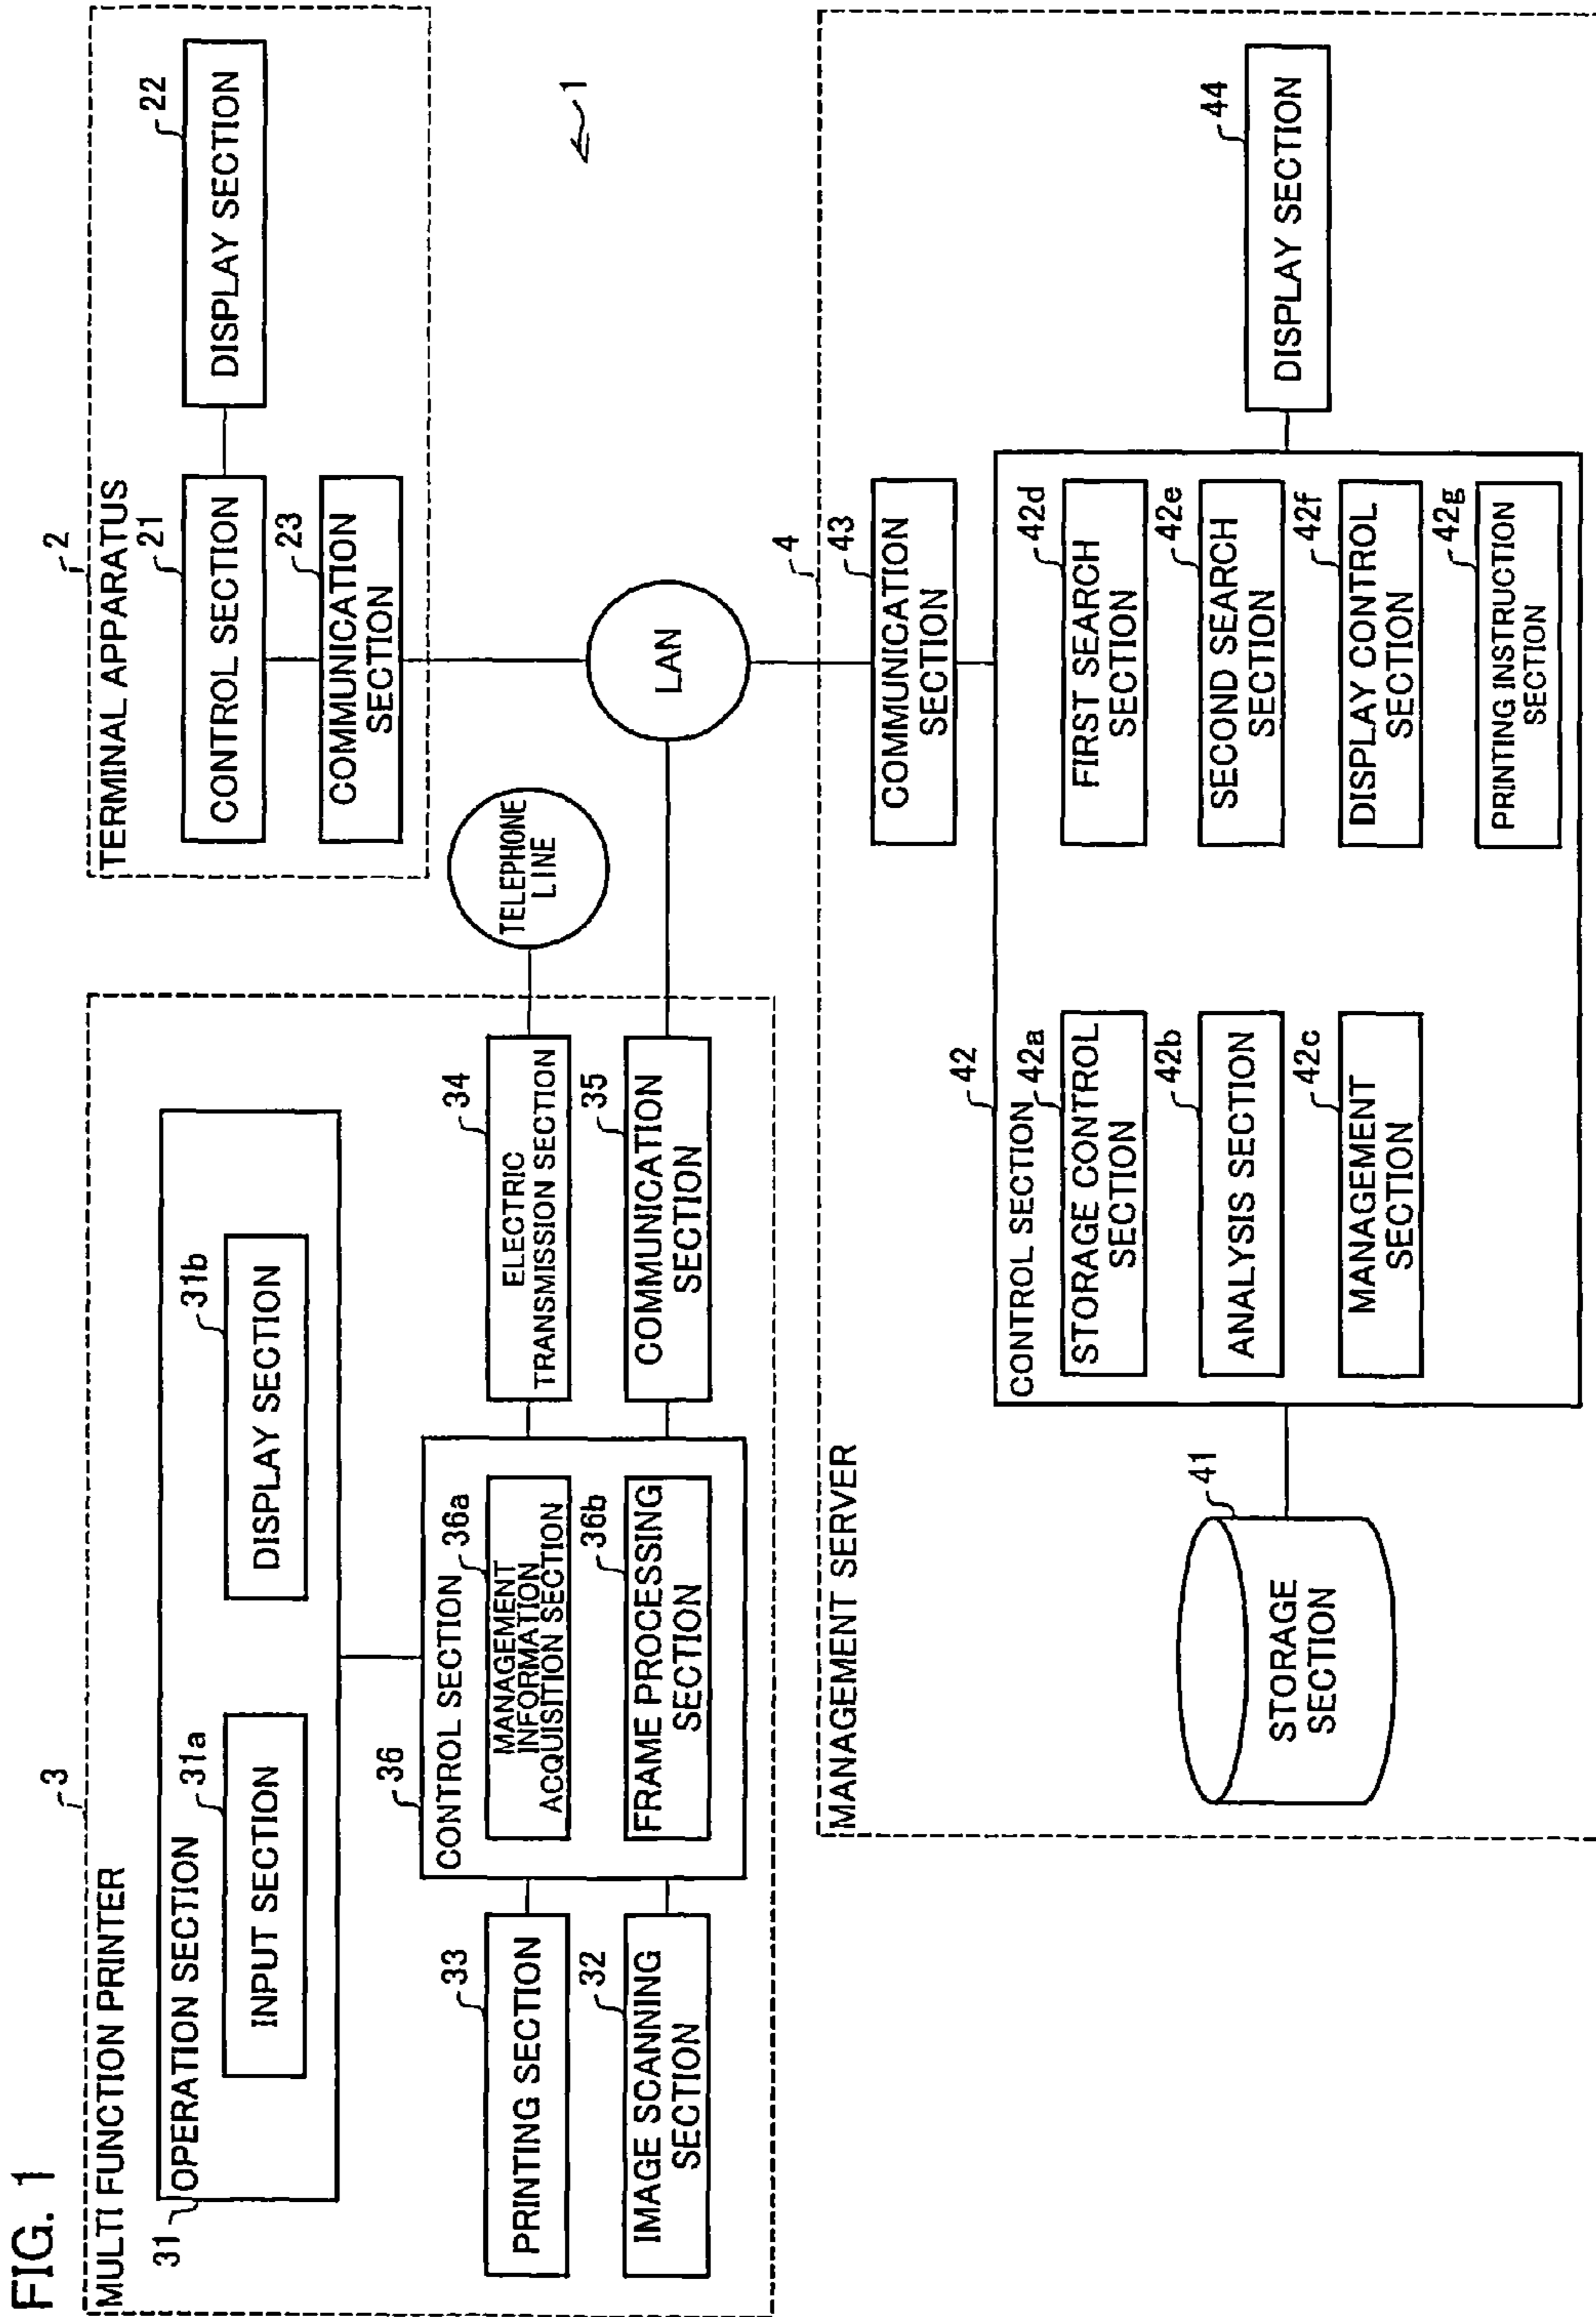 FIG. 1
3
MULTI FUNCTION PRINTER
31
OPERATION SECTION
31a
INPUT SECTION
31b
DISPLAY SECTION
33
PRINTING SECTION
32
IMAGE SCANNING
SECTION
36
CONTROL SECTION
36a
MANAGEMENT
INFORMATION
ACQUISITION SECTION
36b
FRAME PROCESSING
SECTION
34
ELECTRIC
TRANSMISSION SECTION
35
COMMUNICATION
SECTION
TELEPHONE
LINE
2
TERMINAL APPARATUS
21
CONTROL SECTION
22
DISPLAY SECTION
23
COMMUNICATION
SECTION
LAN
1
4
MANAGEMENT SERVER
41
STORAGE
SECTION
43
COMMUNICATION
SECTION
42
CONTROL SECTION
42a
STORAGE CONTROL
SECTION
42b
ANALYSIS SECTION
42c
MANAGEMENT
SECTION
42d
FIRST SEARCH
SECTION
42e
SECOND SEARCH
SECTION
42f
DISPLAY CONTROL
SECTION
42g
PRINTING INSTRUCTION
SECTION
44
DISPLAY SECTION